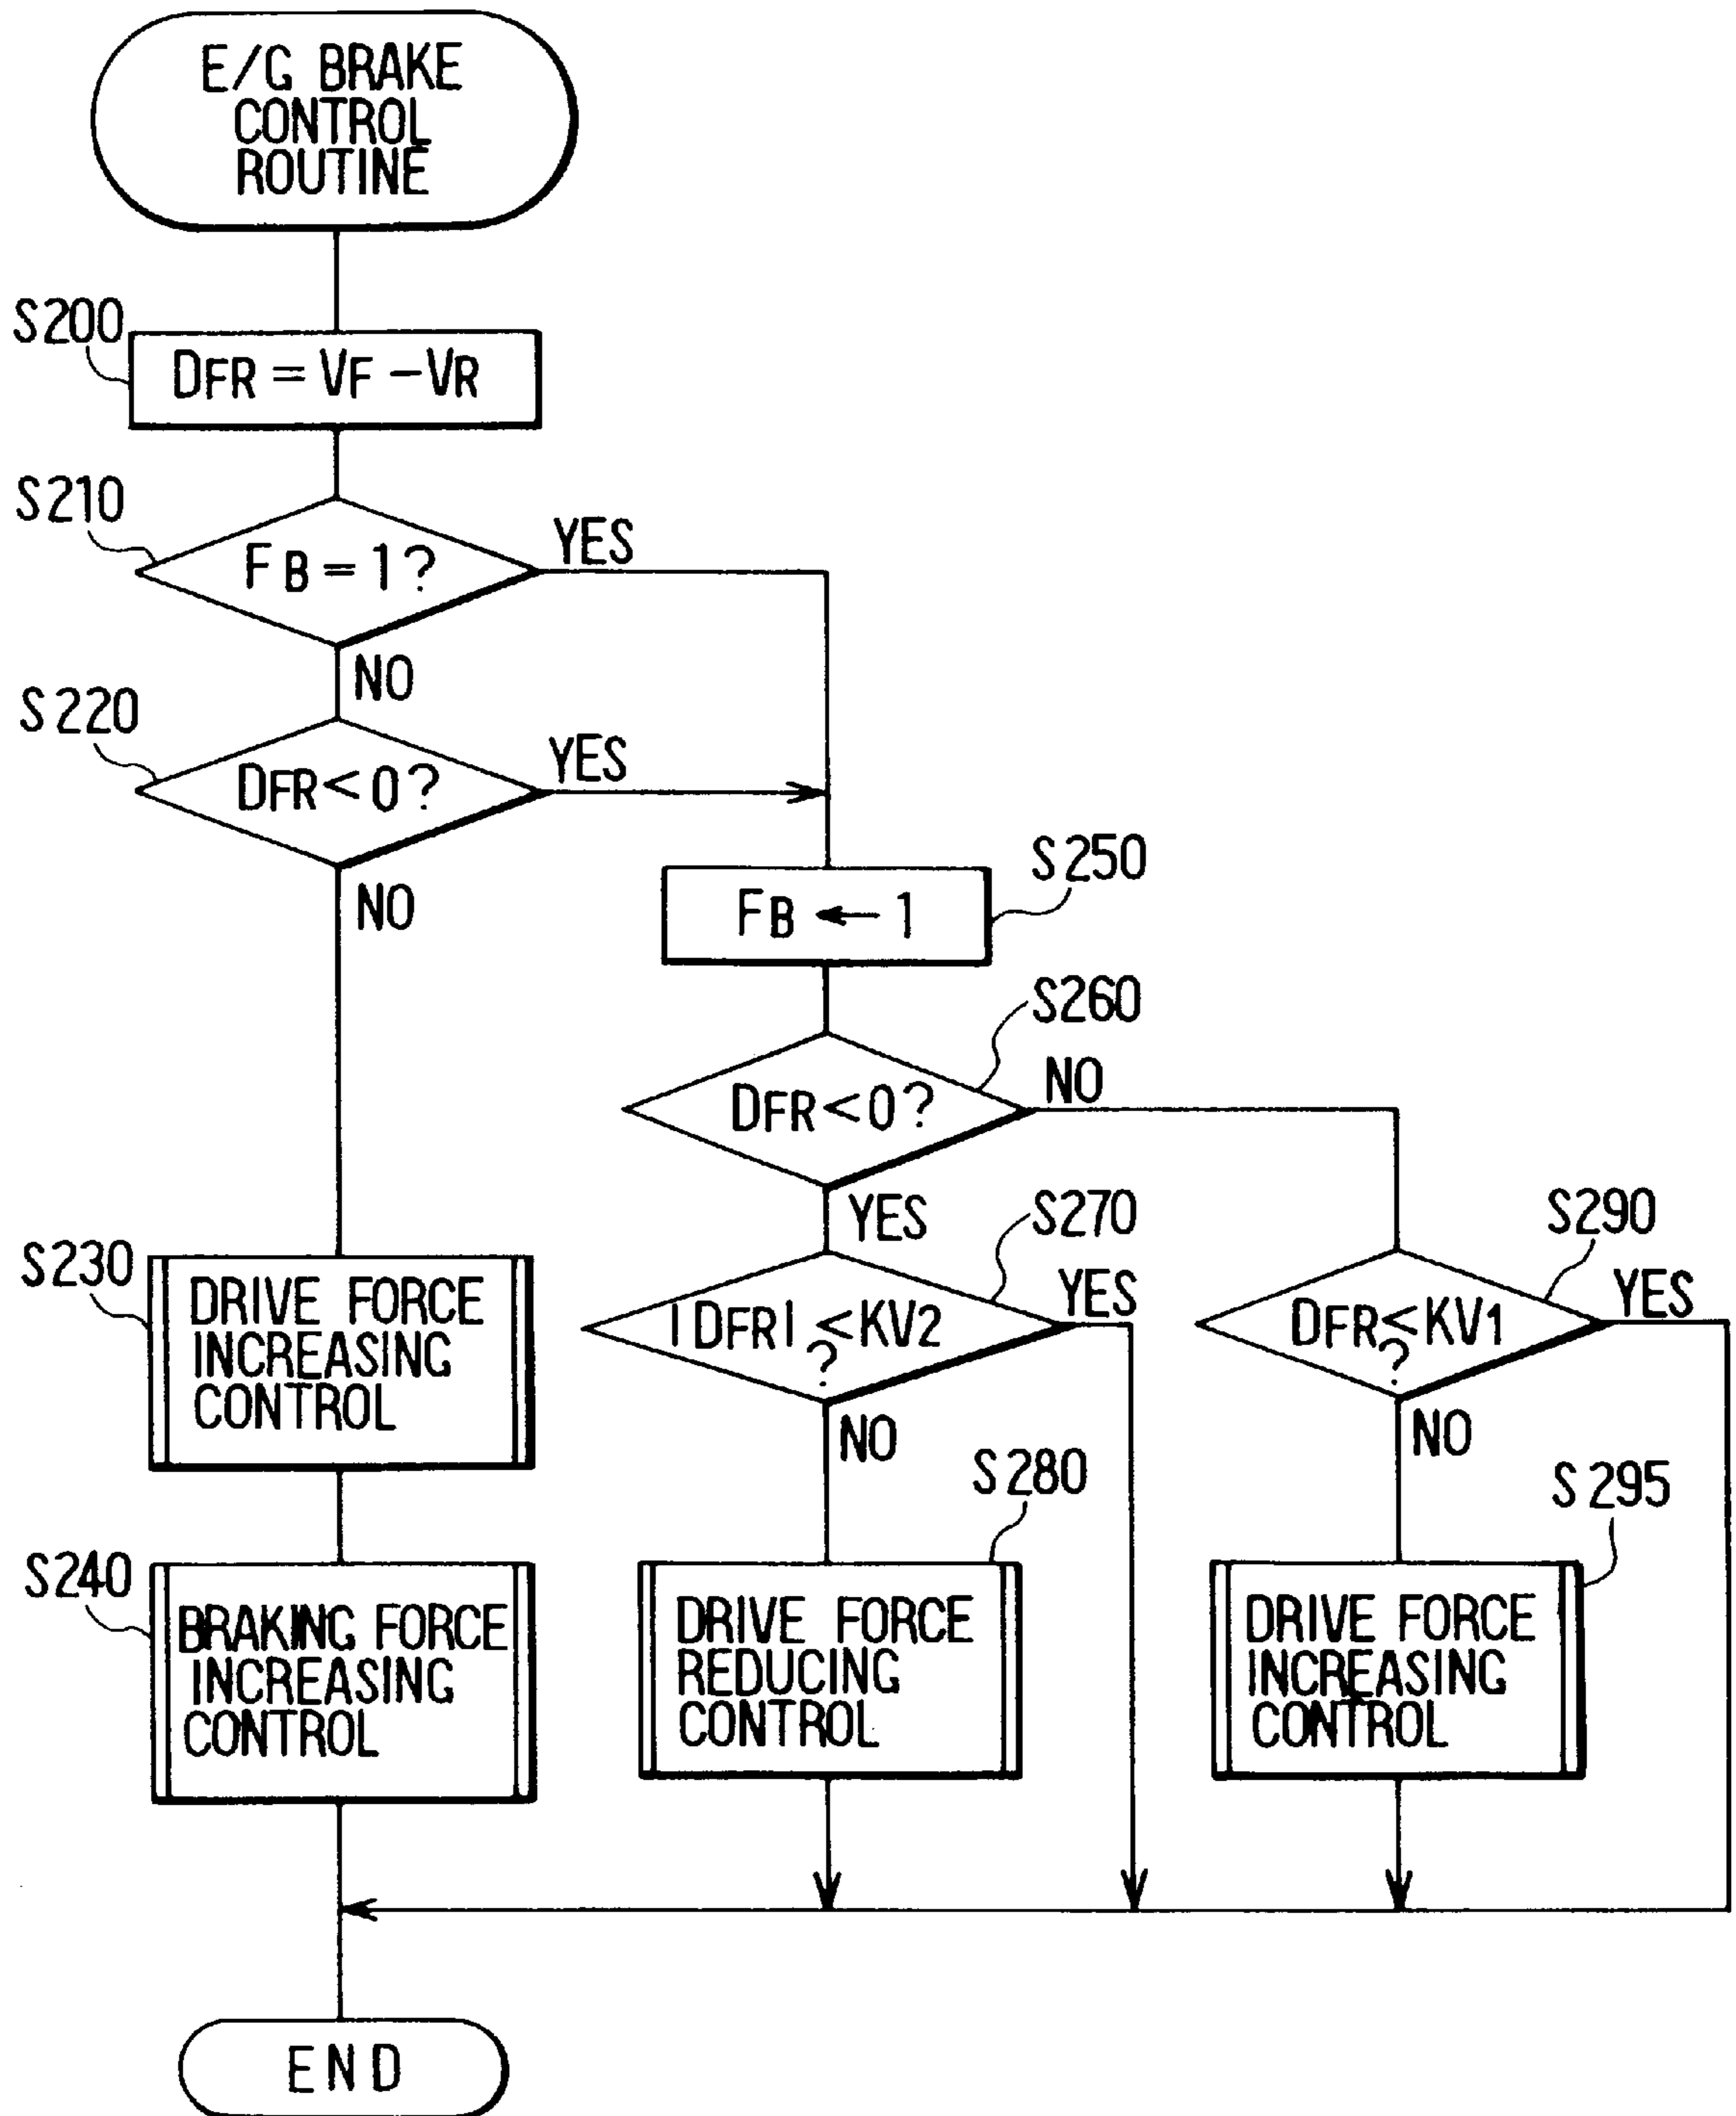 E/G BRAKE
CONTROL
ROUTINE
S200
DFR = VF - VR
S210
FB = 1 ?
YES
NO
S220
DFR < 0 ?
YES
NO
S250
FB ← 1
S260
DFR < 0 ?
NO
YES
S270
|DFR| < KV2
?
YES
NO
S290
DFR < KV1
?
YES
NO
S230
DRIVE FORCE
INCREASING
CONTROL
S240
BRAKING FORCE
INCREASING
CONTROL
S280
DRIVE FORCE
REDUCING
CONTROL
S295
DRIVE FORCE
INCREASING
CONTROL
END